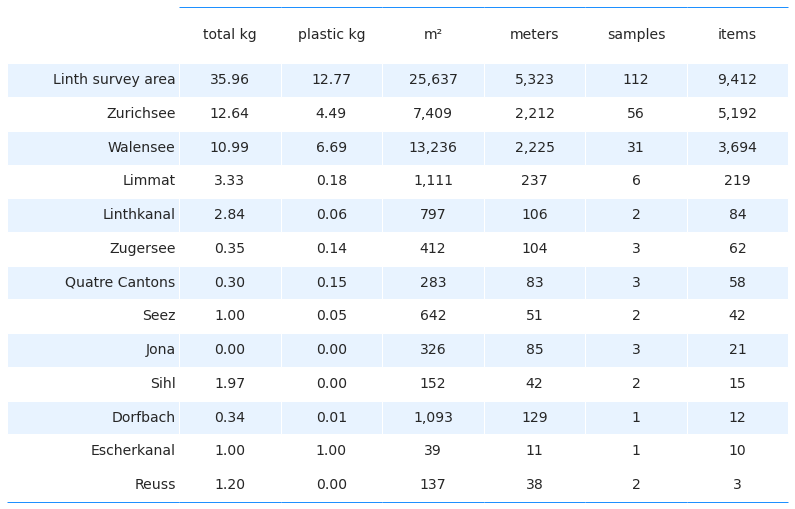 total kg plastic kg m² meters samples items
Linth survey area 35.96 12.77 25,637 5,323 112 9,412
Zurichsee 12.64 4.49 7,409 2,212 56 5,192
Walensee 10.99 6.69 13,236 2,225 31 3,694
Limmat 3.33 0.18 1,111 237 6 219
Linthkanal 2.84 0.06 797 106 2 84
Zugersee 0.35 0.14 412 104 3 62
Quatre Cantons 0.30 0.15 283 83 3 58
Seez 1.00 0.05 642 51 2 42
Jona 0.00 0.00 326 85 3 21
Sihl 1.97 0.00 152 42 2 15
Dorfbach 0.34 0.01 1,093 129 1 12
Escherkanal 1.00 1.00 39 11 1 10
Reuss 1.20 0.00 137 38 2 3